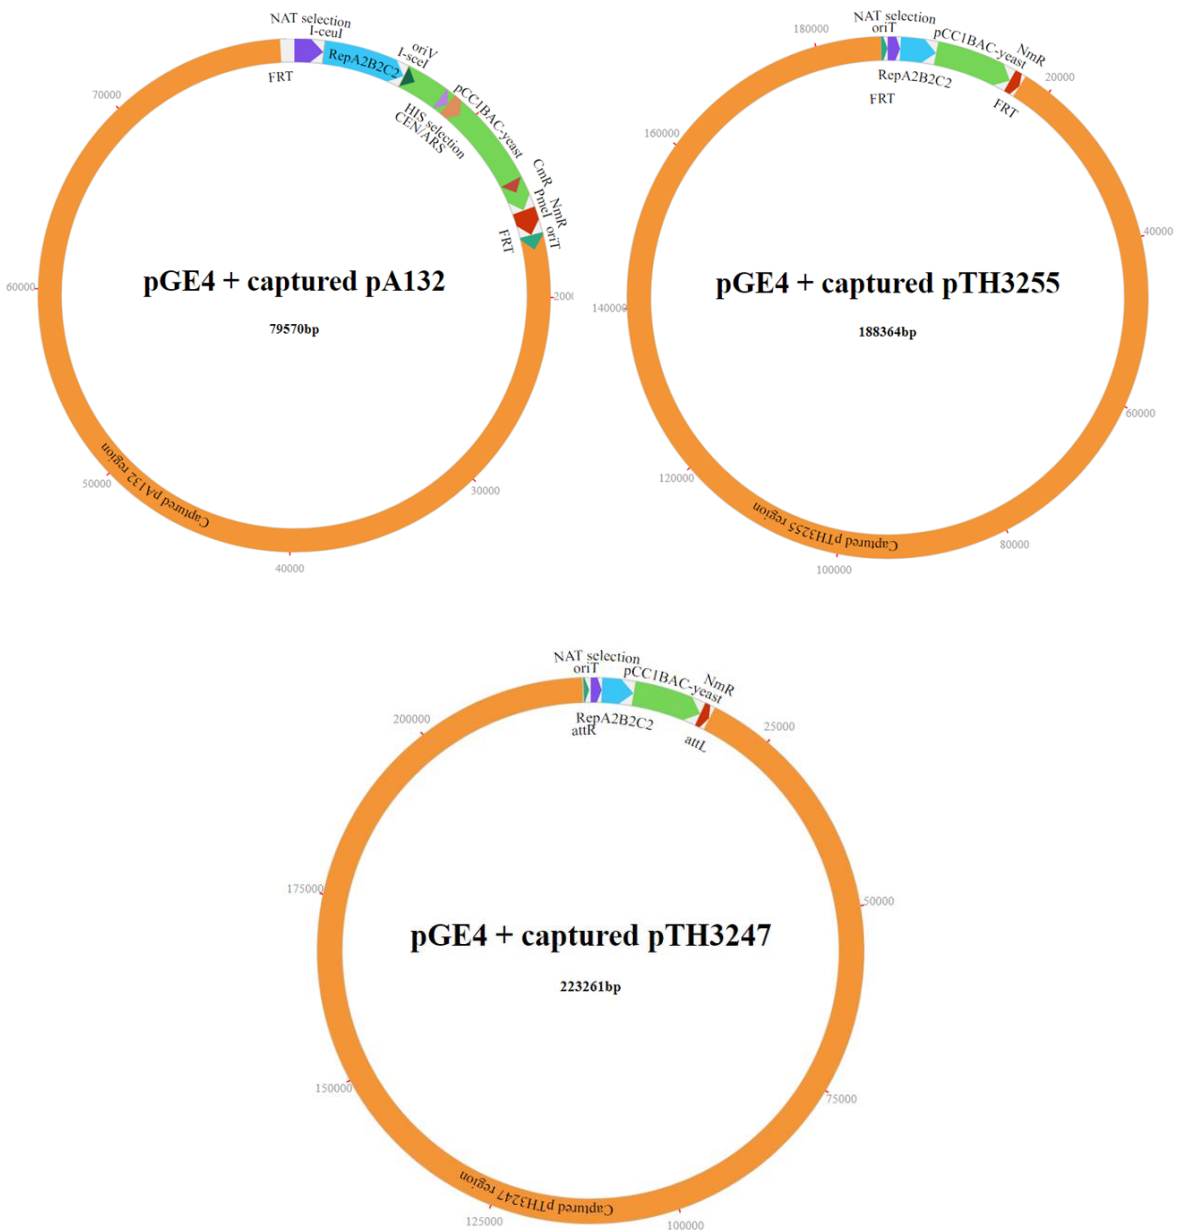 NAT selection
I-ceuI
RepA2B2C2
oriV
I-sceI
pCC1BAC-yeast
HIS selection
CEN/ARS
CmR
PmeI
NmR
oriT
FRT
FRT
70000
60000
50000
40000
30000
2000
Captured pA132 region
pGE4 + captured pA132
79570bp
NAT selection
oriT
pCC1BAC-yeast
NmR
RepA2B2C2
FRT
FRT
180000
20000
160000
40000
140000
60000
120000
80000
100000
Captured pTH3255 region
pGE4 + captured pTH3255
188364bp
NAT selection
oriT
pCC1BAC-yeast
NmR
RepA2B2C2
attR
attL
200000
25000
175000
50000
150000
75000
125000
100000
Captured pTH3247 region
pGE4 + captured pTH3247
223261bp